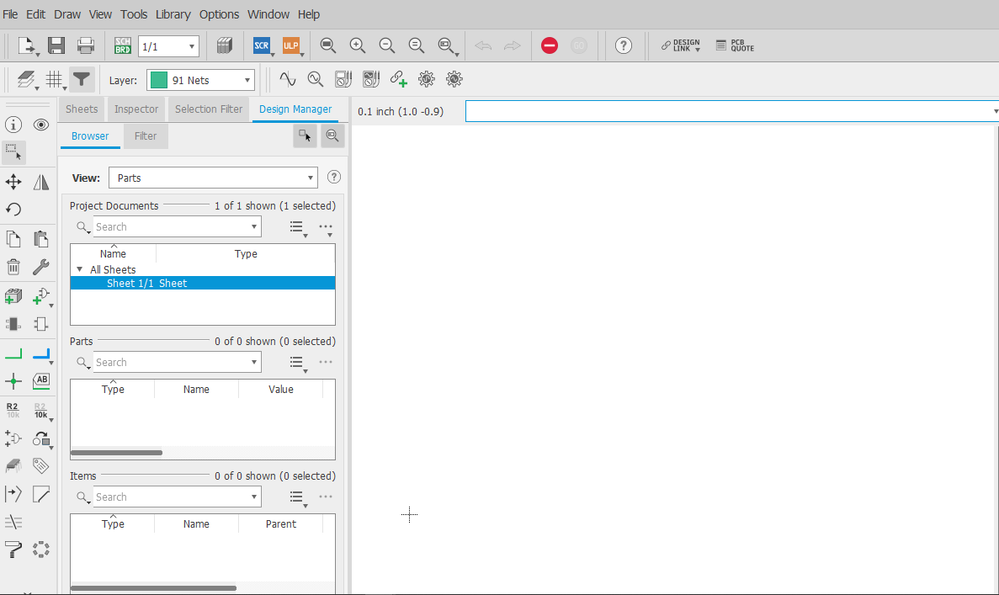 File Edit Draw View Tools Library Options Window Help
SCH BRD 1/1 SCR ULP GO ? DESIGN LINK PCB QUOTE
Layer: 91 Nets
Sheets Inspector Selection Filter Design Manager 0.1 inch (1.0 -0.9)
Browser Filter
View: Parts ?
Project Documents 1 of 1 shown (1 selected)
Search
Name Type
All Sheets
Sheet 1/1 Sheet
Parts 0 of 0 shown (0 selected)
Search
Type Name Value
Items 0 of 0 shown (0 selected)
Search
Type Name Parent
AB
R2 10k R2 10k